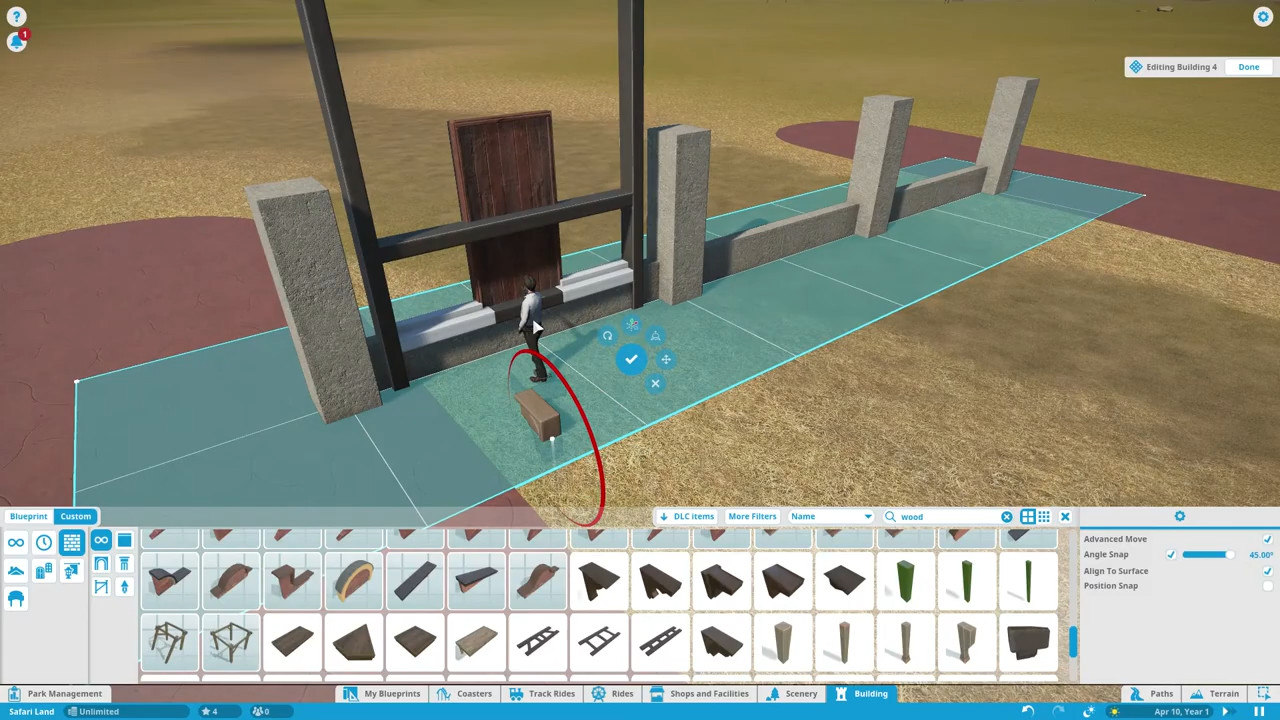 ?
1
Editing Building 4
Done
Blueprint
Custom
DLC items
More Filters
Name
wood
Advanced Move
Angle Snap
45.00°
Align To Surface
Position Snap
Park Management
My Blueprints
Coasters
Track Rides
Rides
Shops and Facilities
Scenery
Building
Paths
Terrain
Safari Land
Unlimited
4
0
Apr 10, Year 1